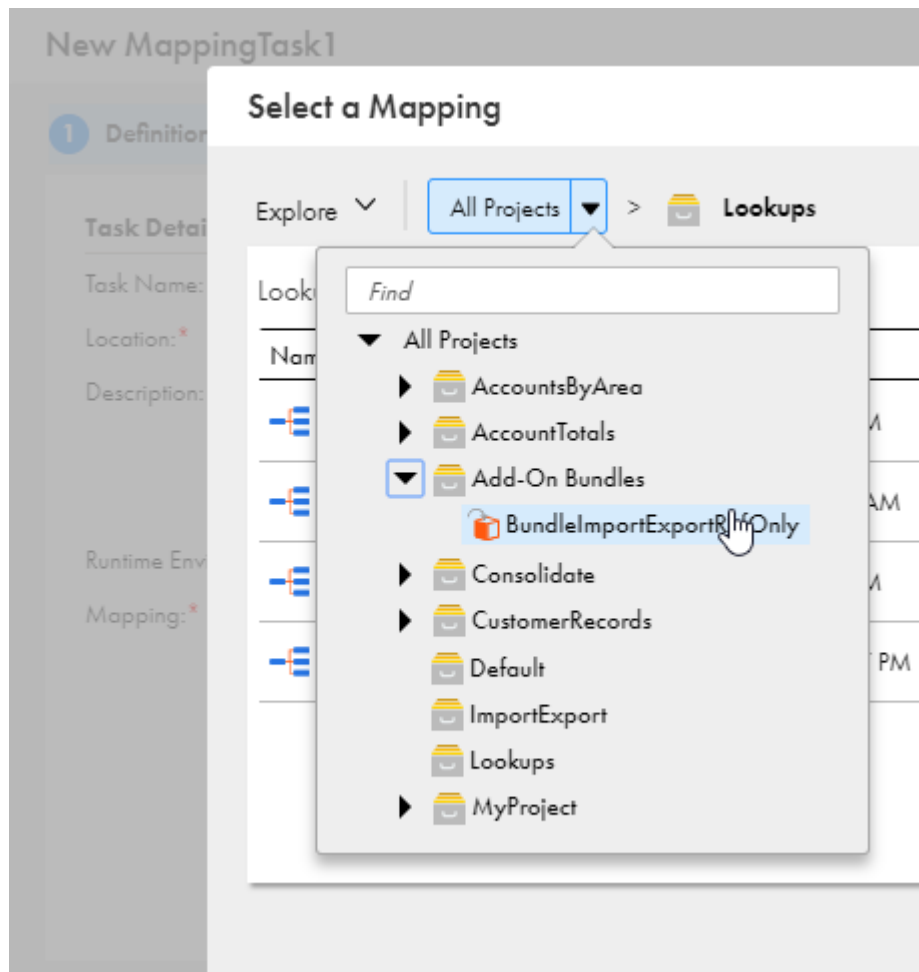 New MappingTask1
Select a Mapping
1 Definition
Explore All Projects > Lookups
Task Detai
Task Name:
Location:*
Description:
Runtime Env
Mapping:*
Look
Find
Nam
All Projects
AccountsByArea
AccountTotals
Add-On Bundles
BundleImportExport Only
Consolidate
CustomerRecords
Default
ImportExport
Lookups
MyProject
AM
PM